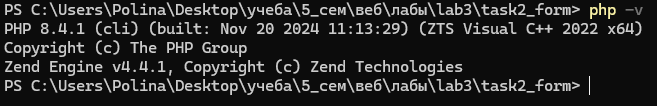 PS C:\Users\Polina\Desktop\учеба\5_сем\веб\лабы\lab3\task2_form> php -v
PHP 8.4.1 (cli) (built: Nov 20 2024 11:13:29) (ZTS Visual C++ 2022 x64)
Copyright (c) The PHP Group
Zend Engine v4.4.1, Copyright (c) Zend Technologies
PS C:\Users\Polina\Desktop\учеба\5_сем\веб\лабы\lab3\task2_form>